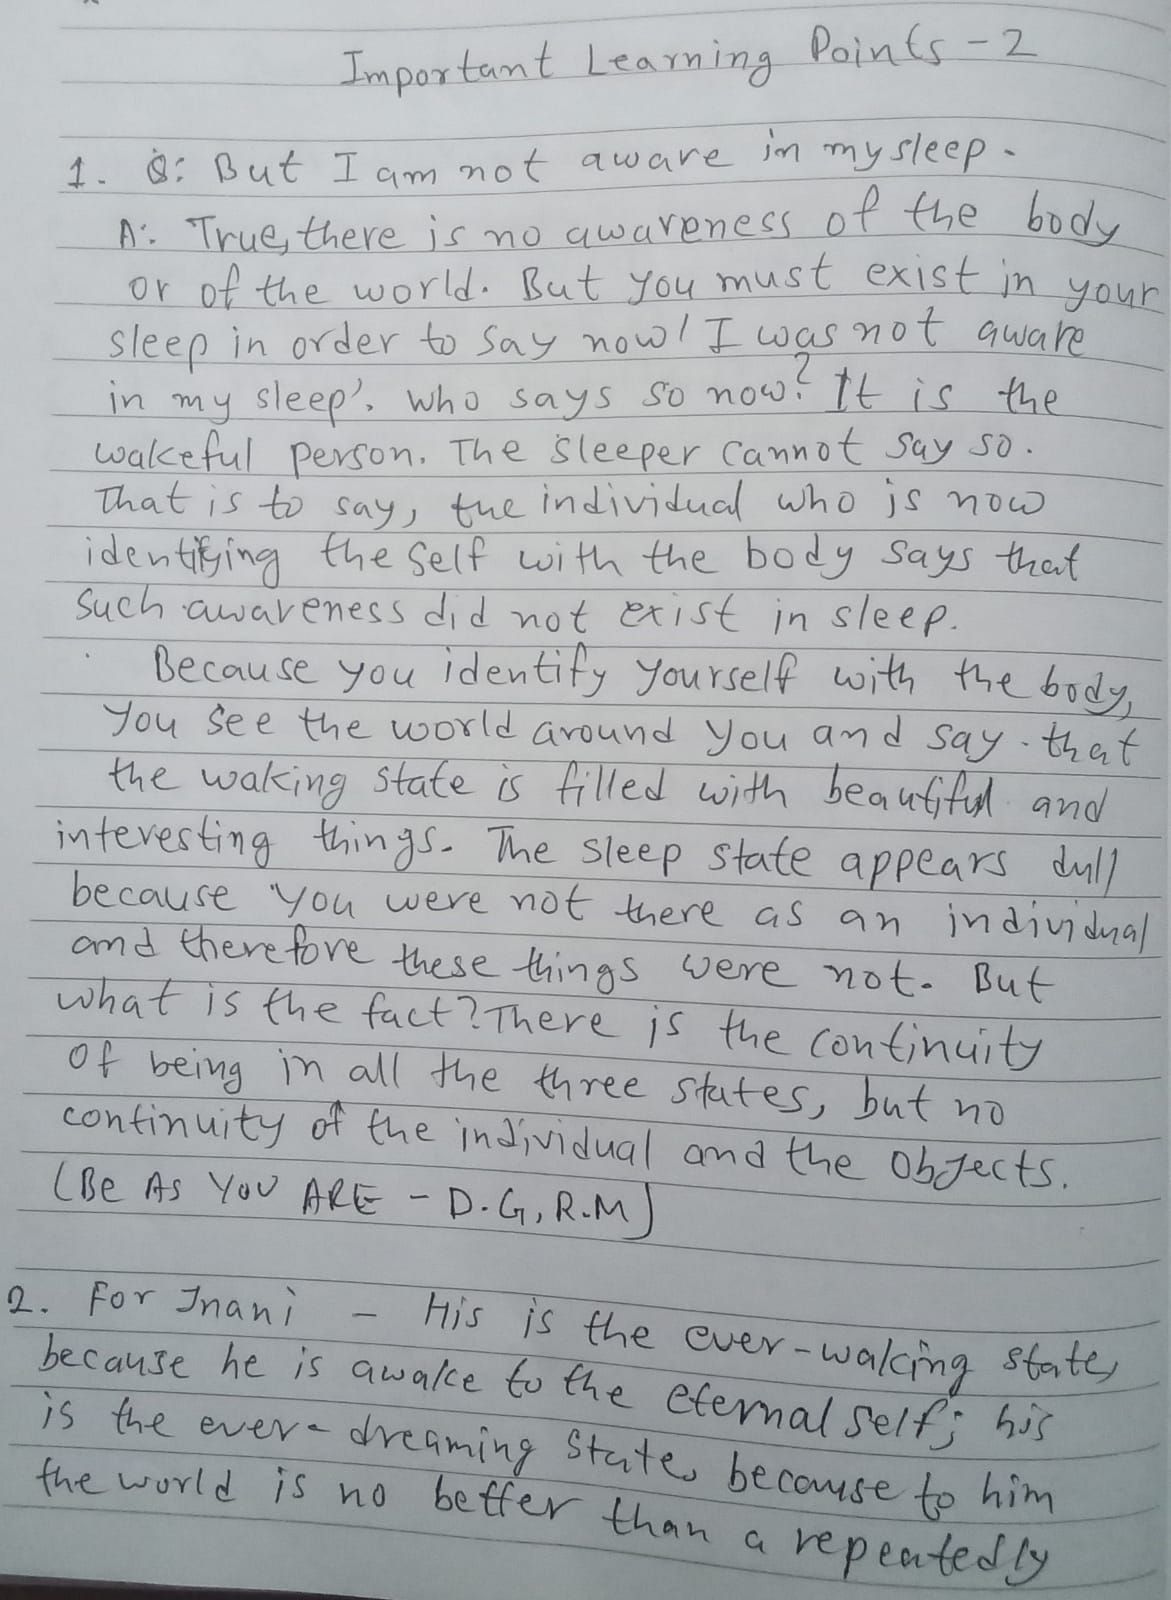 Important Learning Points - 2
1. Q: But I am not aware in my sleep.
A: True, there is no awareness of the body
or of the world. But you must exist in your
sleep in order to say now 'I was not aware
in my sleep'. Who says so now? It is the
wakeful person. The sleeper cannot say so.
That is to say, the individual who is now
identifying the Self with the body says that
such awareness did not exist in sleep.
Because you identify yourself with the body,
you see the world around you and say that
the waking state is filled with beautiful and
interesting things. The sleep state appears dull
because you were not there as an individual
and therefore these things were not. But
what is the fact? There is the continuity
of being in all the three states, but no
continuity of the individual and the objects.
(BE AS YOU ARE - D.G, R.M)
2. For Jnani - His is the ever-waking state,
because he is awake to the eternal Self; his
is the ever-dreaming state, because to him
the world is no better than a repeatedly